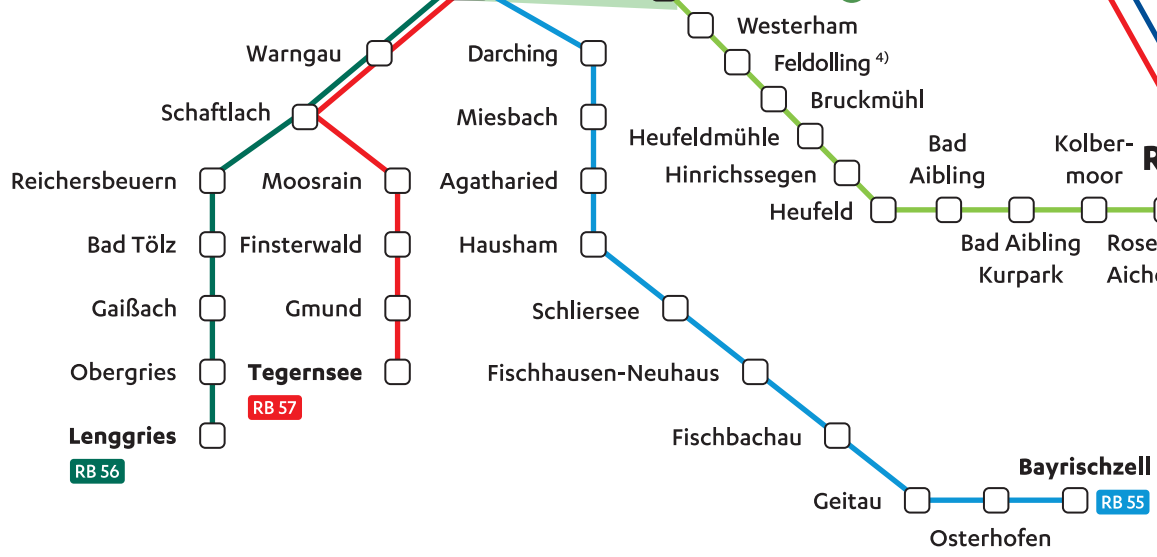 Westerham
Warngau
Darching
Feldolling 4)
Bruckmühl
Schaftlach
Miesbach
Heufeldmühle
Bad
Aibling
Kolber-
moor
R
Hinrichssegen
Reichersbeuern
Moosrain
Agatharied
Heufeld
Bad Tölz
Finsterwald
Hausham
Bad Aibling
Kurpark
Rose
Aiche
Gaißach
Gmund
Schliersee
Obergries
Tegernsee
RB 57
Fischhausen-Neuhaus
Lenggries
RB 56
Fischbachau
Bayrischzell
RB 55
Geitau
Osterhofen